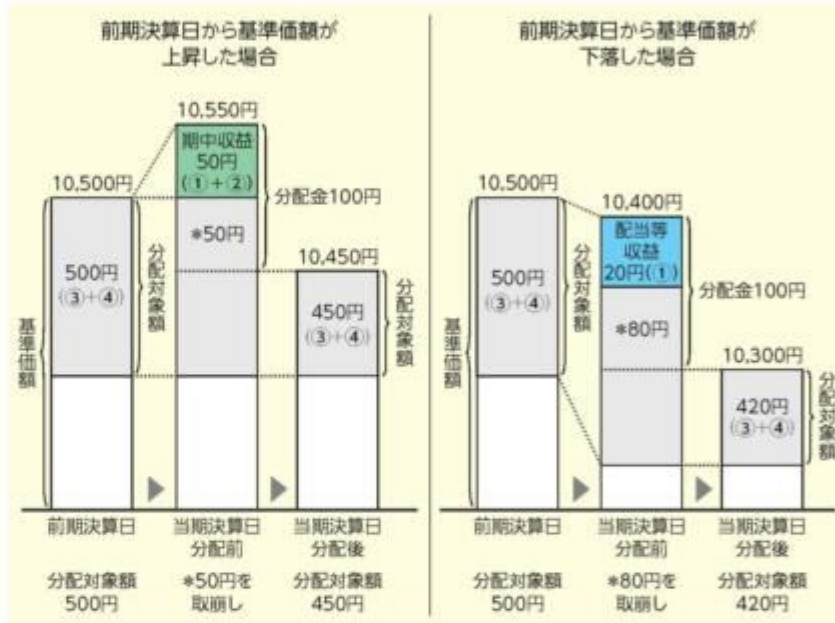 前期決算日から基準価額が
上昇した場合
10,550円
期中収益
50円
(①+②)
10,500円
分配金100円
*50円
10,450円
500円
(③+④)
分配対象額
450円
(③+④)
分配対象額
基準価額
前期決算日
当期決算日
分配前
当期決算日
分配後
分配対象額
500円
*50円を
取崩し
分配対象額
450円
前期決算日から基準価額が
下落した場合
10,500円
10,400円
配当等
収益
20円(①)
500円
(③+④)
分配対象額
分配金100円
*80円
10,300円
420円
(③+④)
分配対象額
基準価額
前期決算日
当期決算日
分配前
当期決算日
分配後
分配対象額
500円
*80円を
取崩し
分配対象額
420円